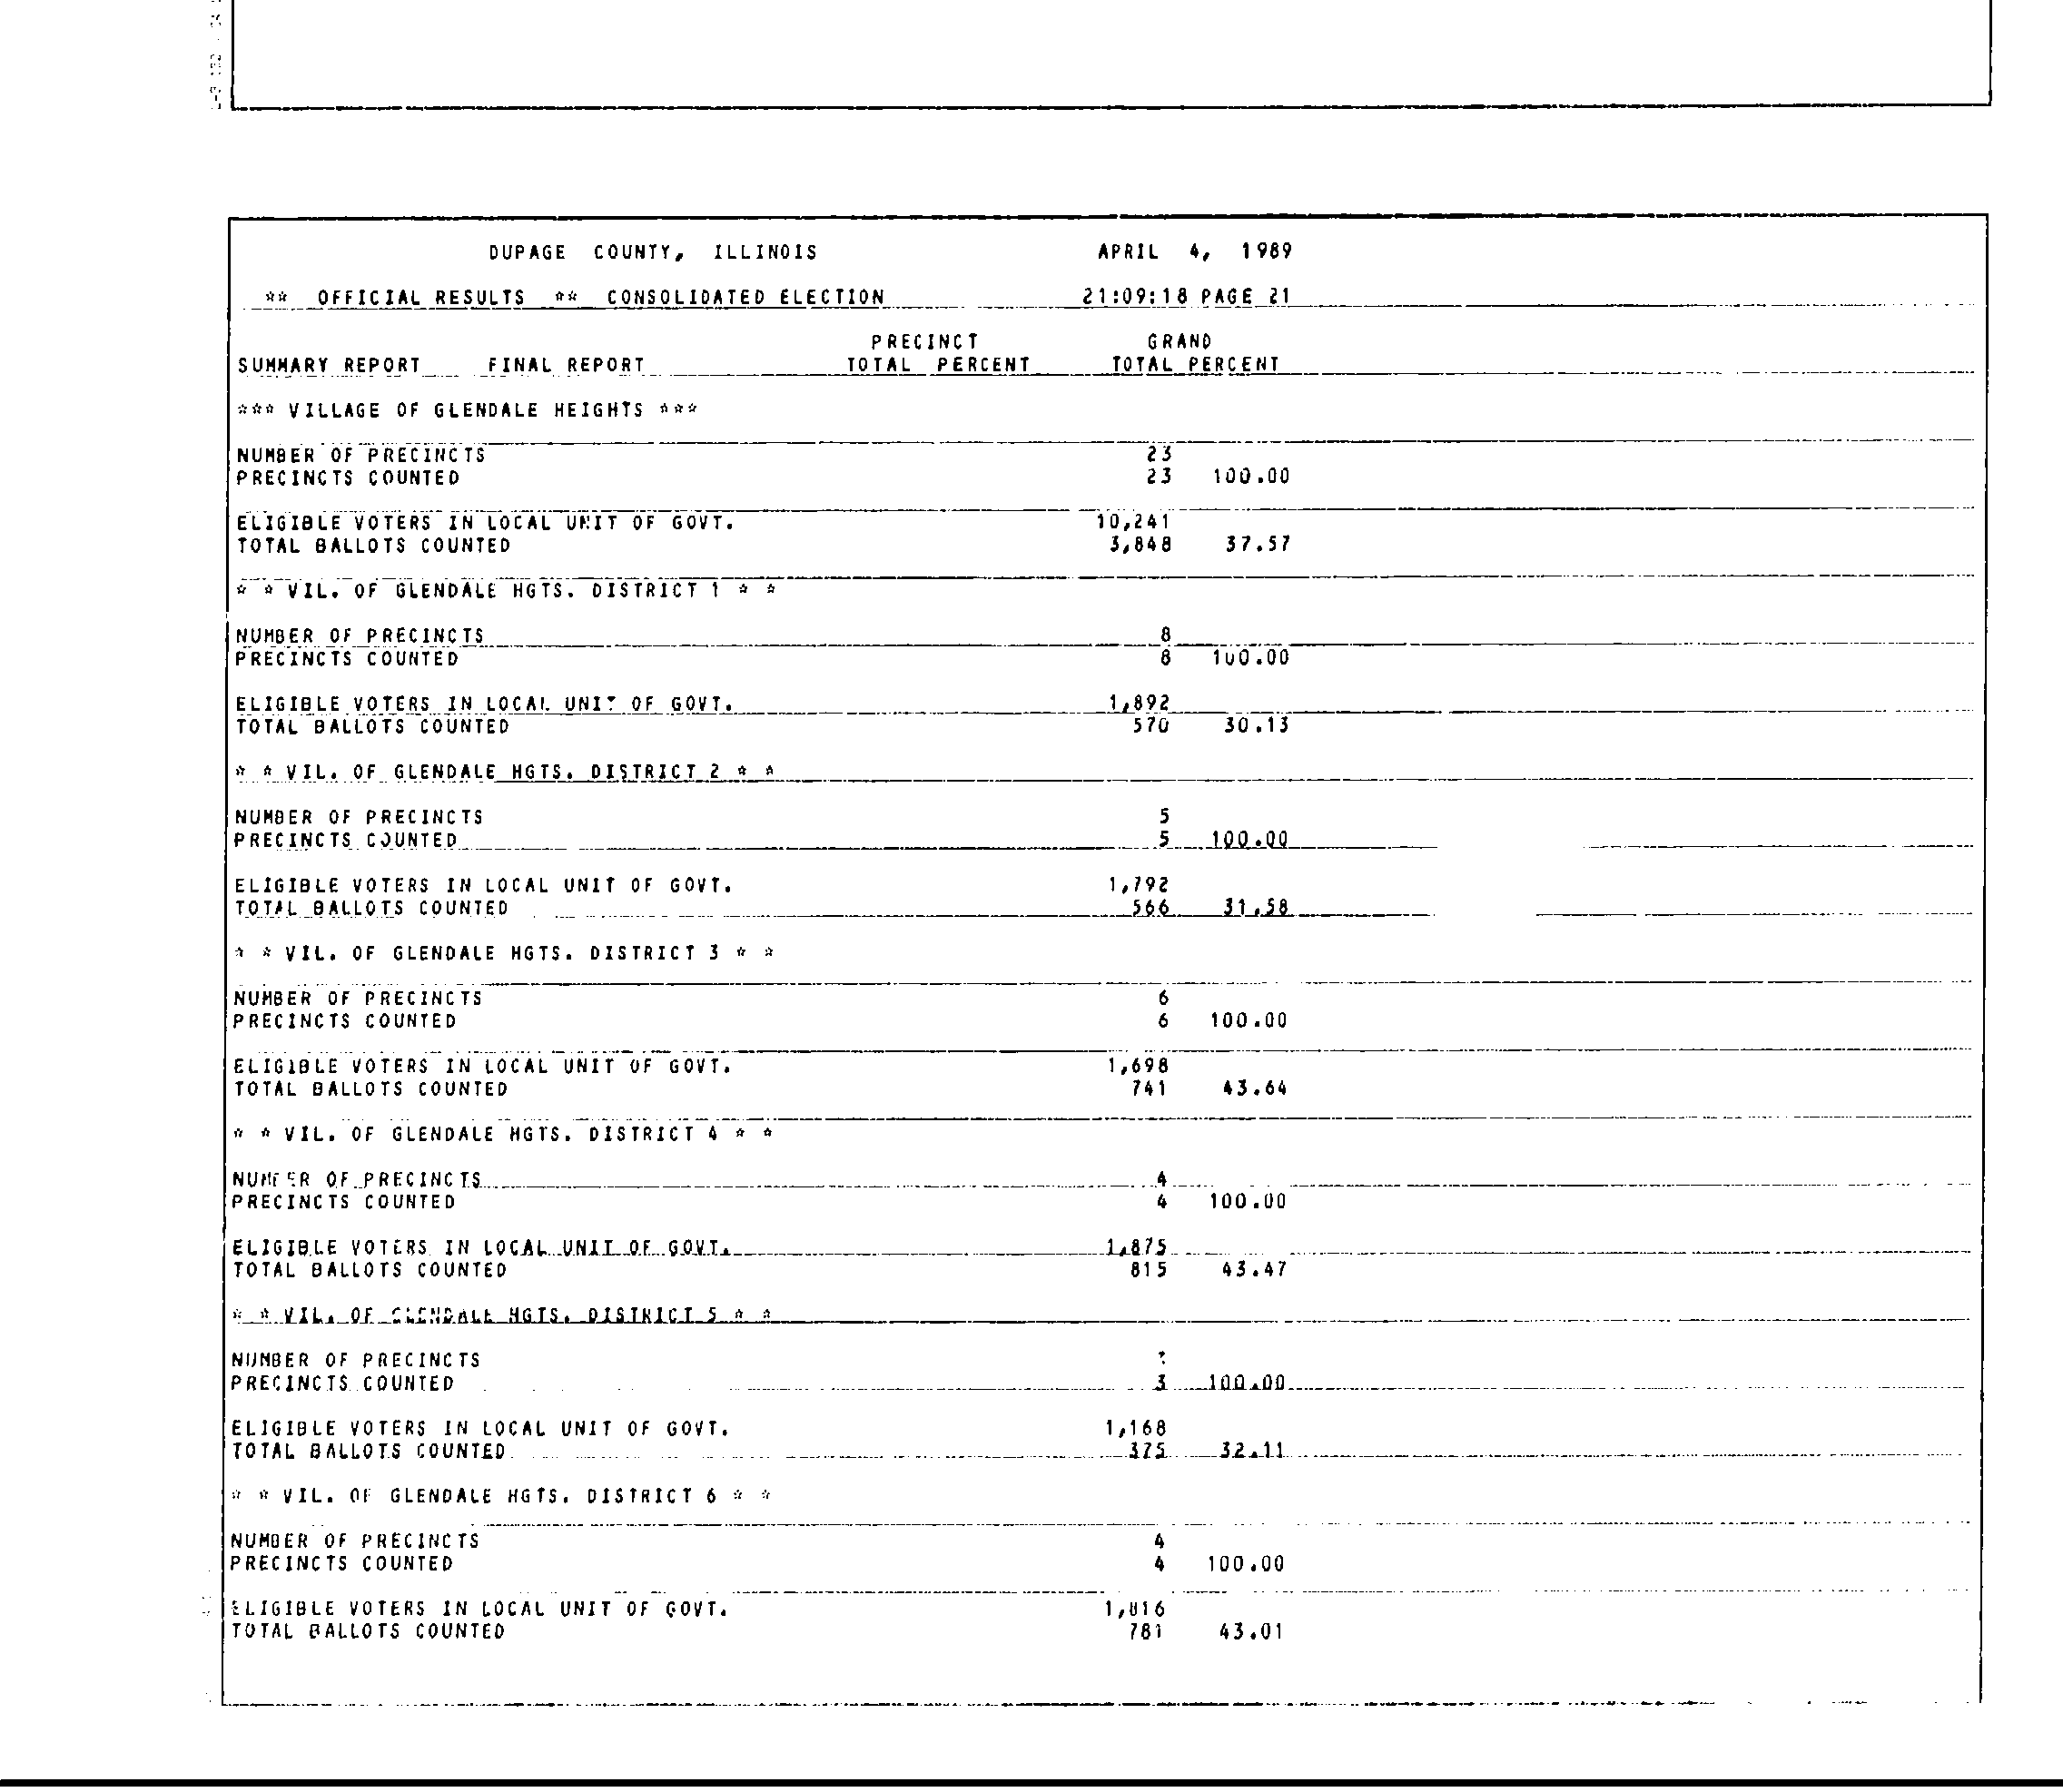 DUPAGE COUNTY, ILLINOIS APRIL 4, 1989
** OFFICIAL RESULTS ** CONSOLIDATED ELECTION 21:09:18 PAGE 21
PRECINCT GRAND
SUMMARY REPORT FINAL REPORT TOTAL PERCENT TOTAL PERCENT
*** VILLAGE OF GLENDALE HEIGHTS ***
NUMBER OF PRECINCTS 23
PRECINCTS COUNTED 23 100.00
ELIGIBLE VOTERS IN LOCAL UNIT OF GOVT. 10,241
TOTAL BALLOTS COUNTED 3,848 37.57
* * VIL. OF GLENDALE HGTS. DISTRICT 1 * *
NUMBER OF PRECINCTS 8
PRECINCTS COUNTED 8 100.00
ELIGIBLE VOTERS IN LOCAL UNIT OF GOVT. 1,892
TOTAL BALLOTS COUNTED 570 30.13
* * VIL. OF GLENDALE HGTS. DISTRICT 2 * *
NUMBER OF PRECINCTS 5
PRECINCTS COUNTED 5 100.00
ELIGIBLE VOTERS IN LOCAL UNIT OF GOVT. 1,792
TOTAL BALLOTS COUNTED 566 31.58
* * VIL. OF GLENDALE HGTS. DISTRICT 3 * *
NUMBER OF PRECINCTS 6
PRECINCTS COUNTED 6 100.00
ELIGIBLE VOTERS IN LOCAL UNIT OF GOVT. 1,698
TOTAL BALLOTS COUNTED 741 43.64
* * VIL. OF GLENDALE HGTS. DISTRICT 4 * *
NUMBER OF PRECINCTS 4
PRECINCTS COUNTED 4 100.00
ELIGIBLE VOTERS IN LOCAL UNIT OF GOVT. 1,875
TOTAL BALLOTS COUNTED 815 43.47
* * VIL. OF GLENDALE HGTS. DISTRICT 5 * *
NUMBER OF PRECINCTS
PRECINCTS COUNTED 3 100.00
ELIGIBLE VOTERS IN LOCAL UNIT OF GOVT. 1,168
TOTAL BALLOTS COUNTED 375 32.11
* * VIL. OF GLENDALE HGTS. DISTRICT 6 * *
NUMBER OF PRECINCTS 4
PRECINCTS COUNTED 4 100.00
ELIGIBLE VOTERS IN LOCAL UNIT OF GOVT. 1,816
TOTAL BALLOTS COUNTED 781 43.01